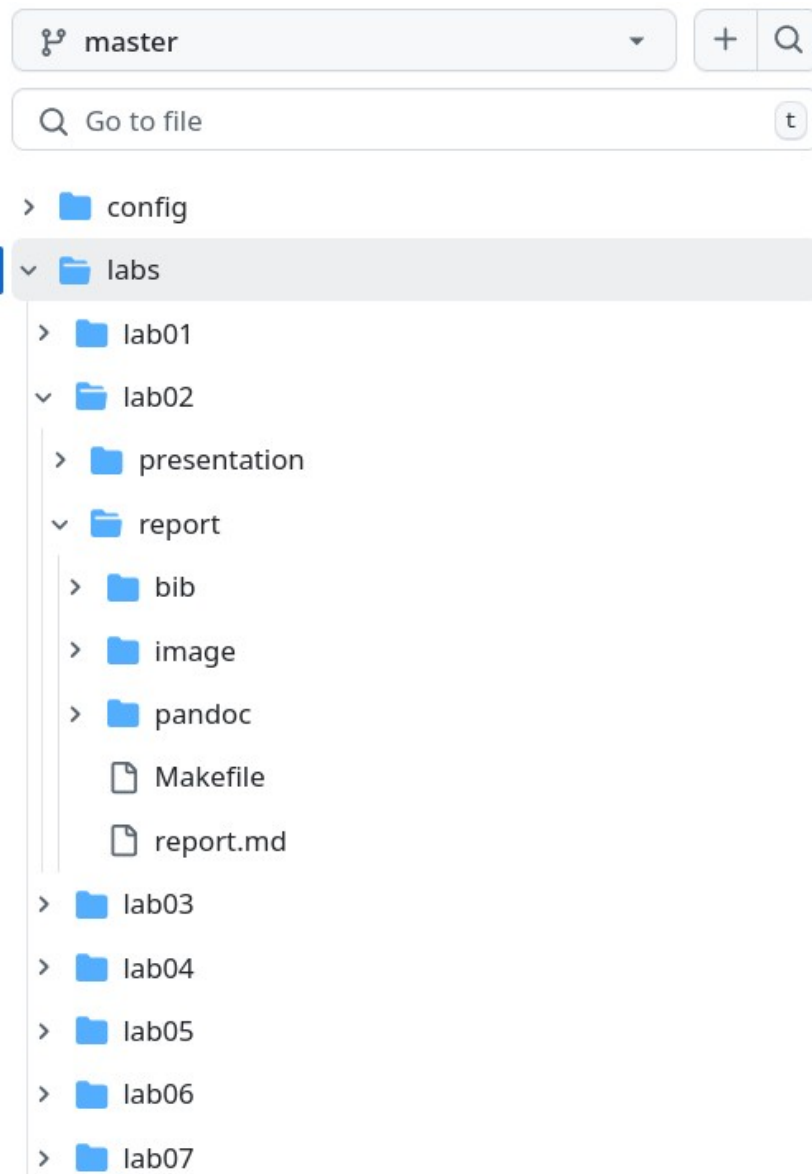 master
Go to file t
config
labs
lab01
lab02
presentation
report
bib
image
pandoc
Makefile
report.md
lab03
lab04
lab05
lab06
lab07